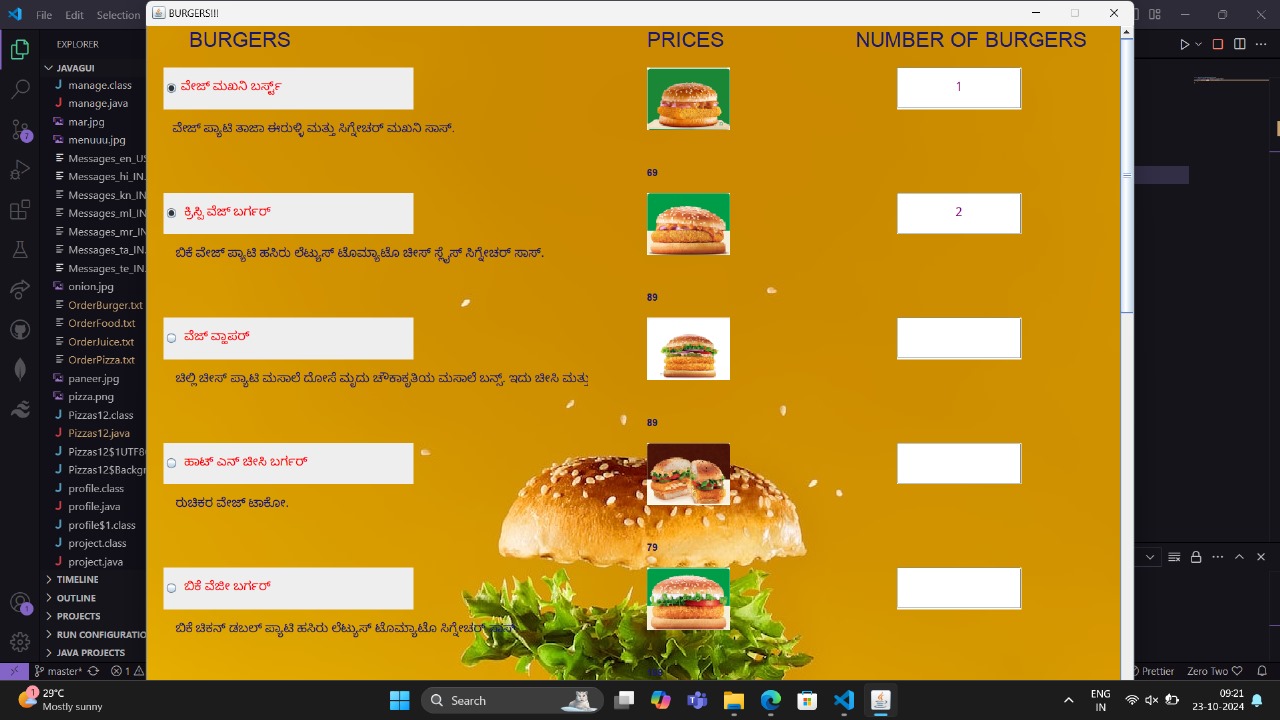 File Edit Selection
BURGERS!!!
EXPLORER
JAVAGUI
manage.class
manage.java
mar.jpg
menuuu.jpg
Messages_en_US
Messages_hi_IN.
Messages_kn_IN
Messages_ml_IN
Messages_mr_IN
Messages_ta_IN.
Messages_te_IN.
onion.jpg
OrderBurger.txt
OrderFood.txt
OrderJuice.txt
OrderPizza.txt
paneer.jpg
pizza.png
Pizzas12.class
Pizzas12.java
Pizzas12$1UTF8
Pizzas12$Backgr
profile.class
profile.java
profile$1.class
project.class
project.java
TIMELINE
OUTLINE
PROJECTS
RUN CONFIGURATIO
JAVA PROJECTS
master*
1
BURGERS PRICES NUMBER OF BURGERS
ವೇಜ್ ಮಖನಿ ಬರ್ಸ್ಟ್ 1
ವೇಜ್ ಪ್ಯಾಟಿ ತಾಜಾ ಈರುಳ್ಳಿ ಮತ್ತು ಸಿಗ್ನೇಚರ್ ಮಖನಿ ಸಾಸ್.
69
ಕ್ರಿಸ್ಪಿ ವೆಜ್ ಬರ್ಗರ್ 2
ಬಿಕೆ ವೇಜ್ ಪ್ಯಾಟಿ ಹಸಿರು ಲೆಟ್ಯುಸ್ ಟೊಮ್ಯಾಟೊ ಚೀಸ್ ಸ್ಲೈಸ್ ಸಿಗ್ನೇಚರ್ ಸಾಸ್.
89
ವೆಜ್ ವ್ಹಾಪರ್
ಚಿಲ್ಲಿ ಚೀಸ್ ಪ್ಯಾಟಿ ಮಸಾಲೆ ದೋಸೆ ಮೃದು ಚೌಕಾಕೃತಿಯ ಮಸಾಲೆ ಬನ್ಸ್. ಇದು ಚೀಸಿ ಮತ್ತು
89
ಹಾಟ್ ಎನ್ ಚೀಸಿ ಬರ್ಗರ್
ರುಚಿಕರ ವೇಜ್ ಟಾಕೋ.
79
ಬಿಕೆ ವೆಜೀ ಬರ್ಗರ್
ಬಿಕೆ ಚಿಕನ್ ಡಬಲ್ ಪ್ಯಾಟಿ ಹಸಿರು ಲೆಟ್ಯುಸ್ ಟೊಮ್ಯಾಟೊ ಸಿಗ್ನೇಚರ್ ಸಾಸ್.
Prettier Zero Two
1
29°C
Mostly sunny
Search
ENG
IN
09:21
23-10-2024